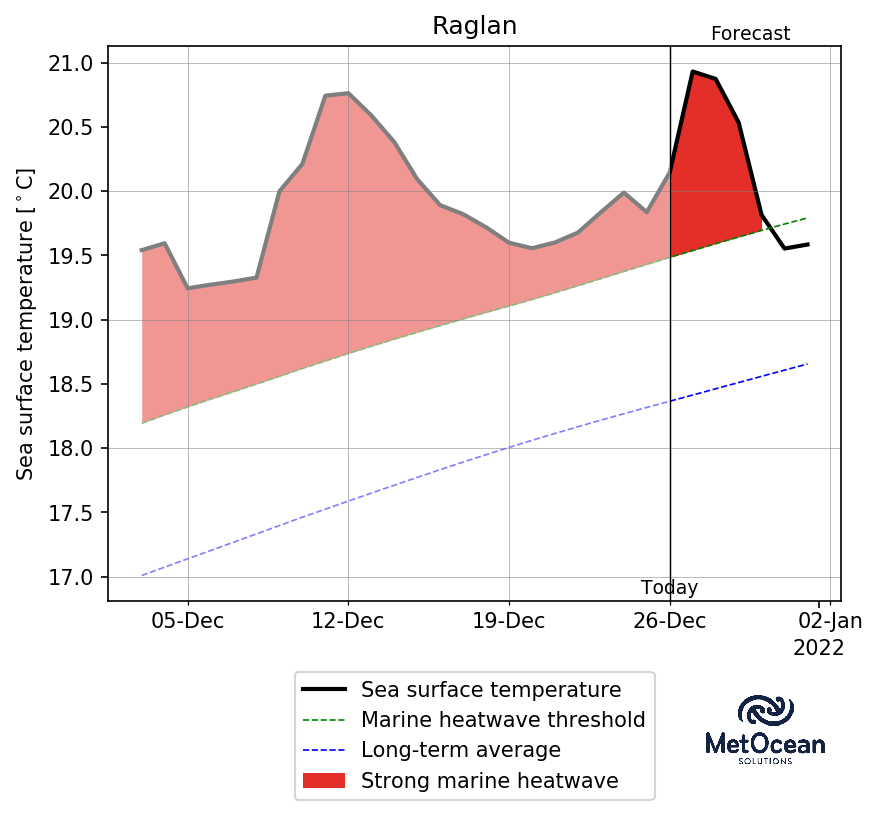 Raglan
Forecast
Sea surface temperature [°C]
21.0
20.5
20.0
19.5
19.0
18.5
18.0
17.5
17.0
Today
05-Dec
12-Dec
19-Dec
26-Dec
02-Jan
2022
Sea surface temperature
Marine heatwave threshold
Long-term average
Strong marine heatwave
MetOcean
SOLUTIONS